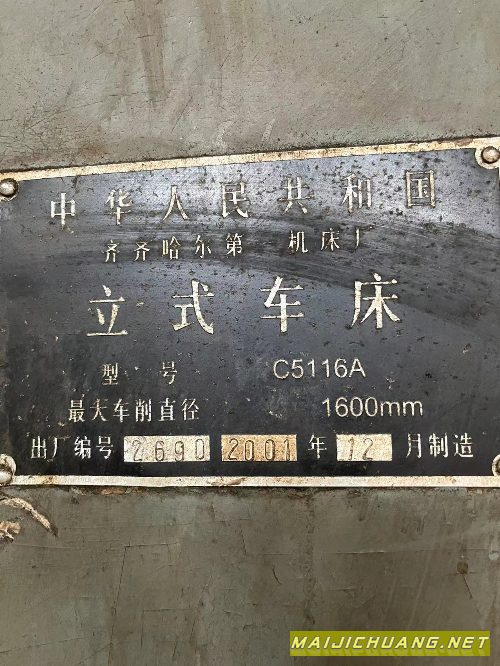 中华人民共和国
齐齐哈尔第 机床厂
立式车床
型号 C5116A
最大车削直径 1600mm
出厂编号 2690 2001 年 12 月制造
MAIJICHUANG.NET